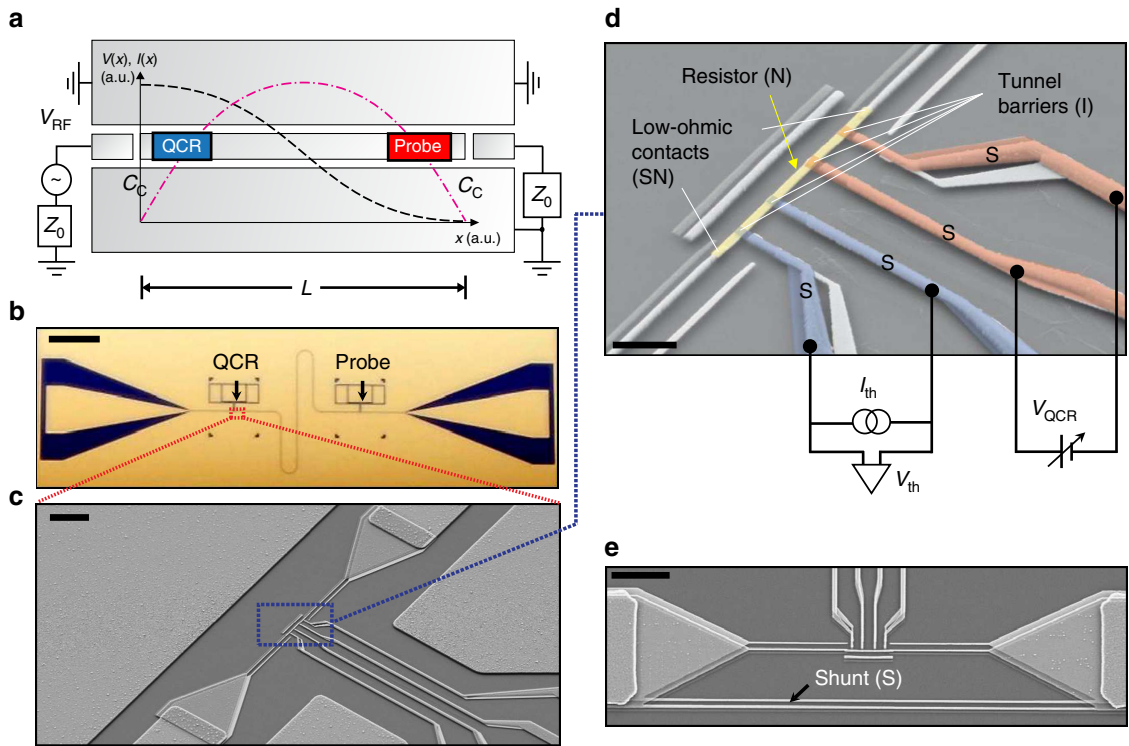 a
V(x), I(x)
(a.u.)
V_RF
QCR
Probe
C_C
C_C
~
Z_0
Z_0
x (a.u.)
L
b
QCR
Probe
c
d
Resistor (N)
Tunnel
barriers (I)
Low-ohmic
contacts
(SN)
S
S
S
S
I_th
V_QCR
V_th
e
Shunt (S)